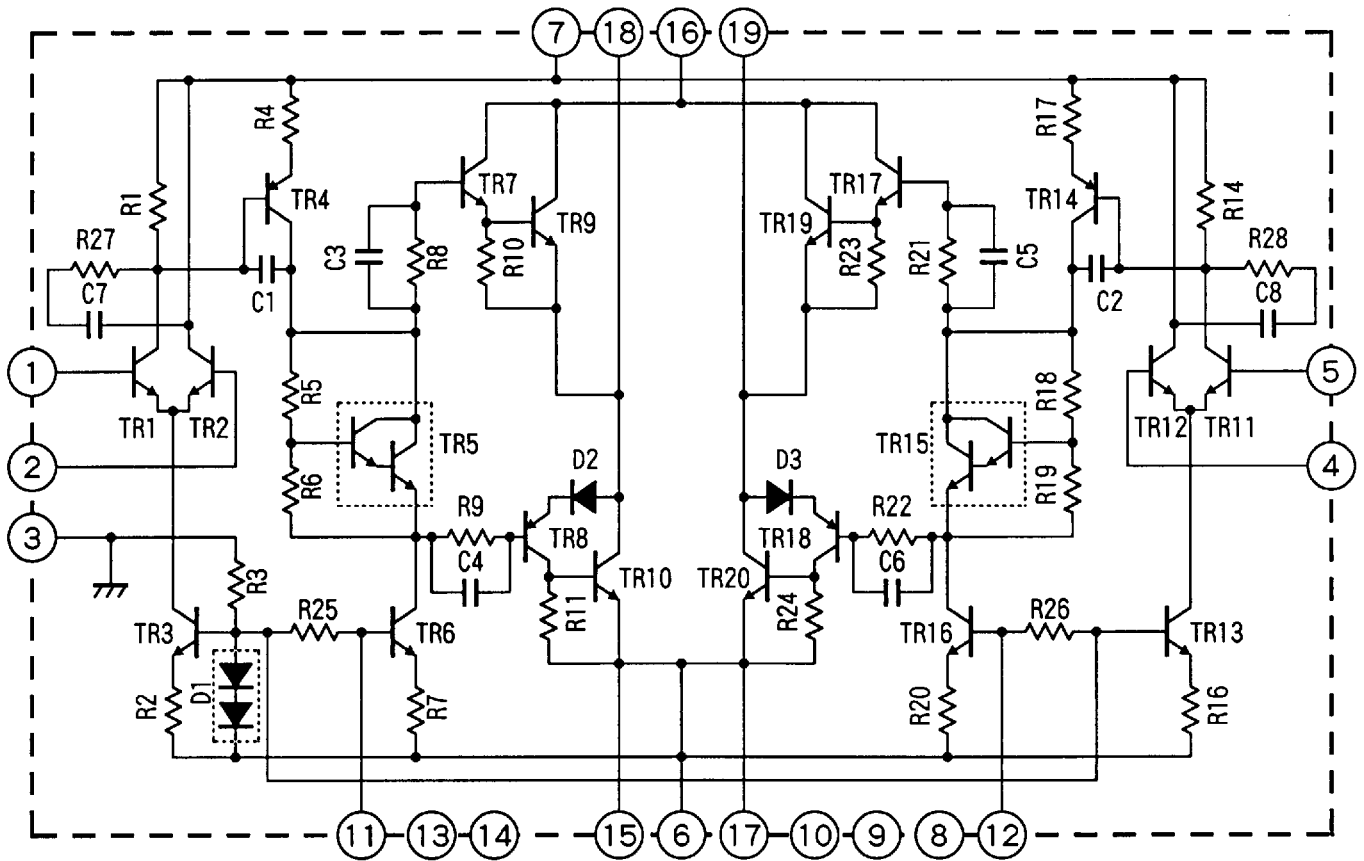 7 18 16 19
R4 R17
R1 TR4 TR7 TR17 TR14 R14
R27 C3 R8 R10 TR9 TR19 R23 R21 C5 R28
C7 C1 C2 C8
1 R5 R18 5
TR1 TR2 TR5 TR15 TR12 TR11
2 D2 D3 4
R6 R9 R22 R19
3 TR8 TR18
C4 C6
R3 TR10 TR20
R25 R11 R24 R26
TR3 TR6 TR16 TR13
R2 D1 R7 R20 R16
11 13 14 15 6 17 10 9 8 12